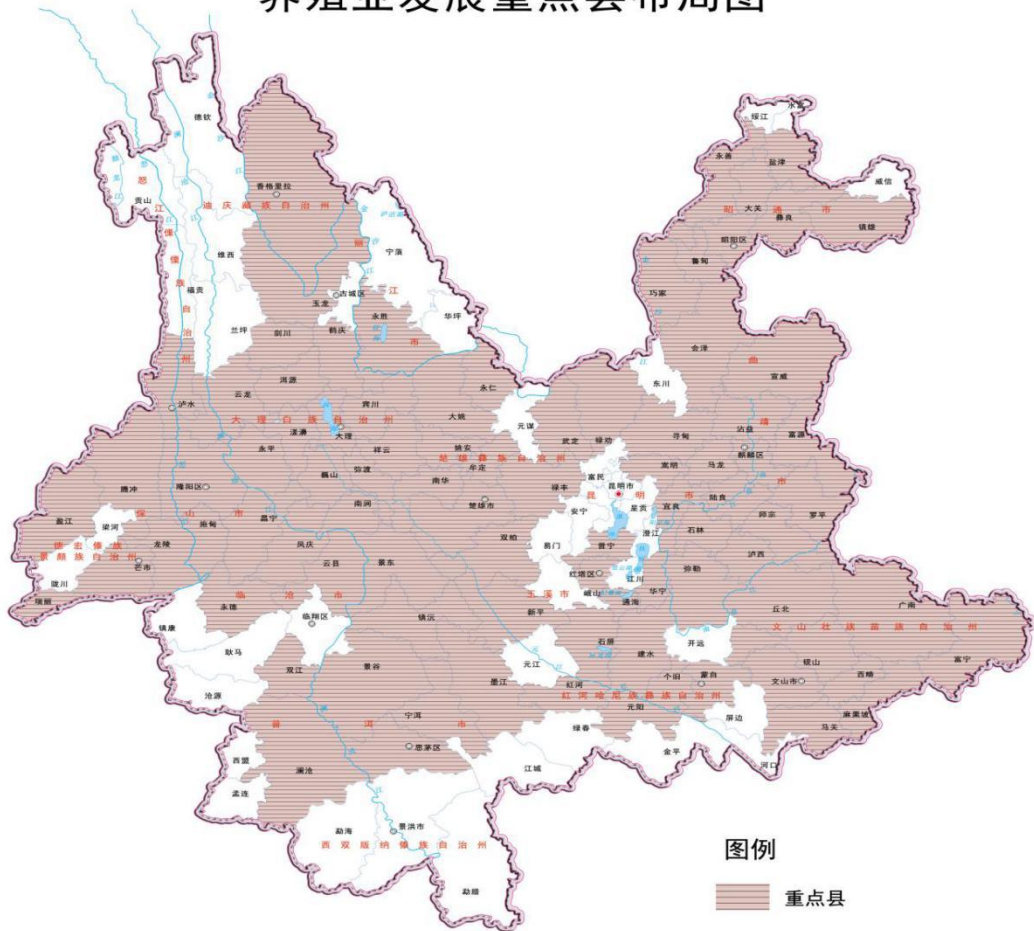 养殖业发展重点县布局图
水富
绥江
德钦
永善
盐津
威信
香格里拉
迪庆藏族自治州
贡山
大关
昭通市
彝良
镇雄
昭阳区
鲁甸
维西
宁蒗
怒江傈僳族自治州
福贡
丽江市
古城区
玉龙
巧家
永胜
华坪
鹤庆
兰坪
剑川
会泽
曲靖市
宣威
东川
洱源
永仁
云龙
泸水
宾川
大理白族自治州
大姚
元谋
漾濞
大理
沾益
富源
武定
禄劝
寻甸
麒麟区
永平
祥云
姚安
楚雄彝族自治州
弥渡
牟定
嵩明
马龙
巍山
南华
富民
昆明市
昆明市
腾冲
隆阳区
禄丰
呈贡
宜良
陆良
南涧
楚雄市
安宁
师宗
罗平
保山市
盈江
梁河
施甸
昌宁
澄江
石林
龙陵
凤庆
双柏
易门
晋宁
泸西
德宏傣族
景颇族自治州
芒市
云县
景东
红塔区
江川
弥勒
陇川
玉溪市
峨山
华宁
瑞丽
永德
临沧市
通海
新平
丘北
广南
镇康
临翔区
镇沅
文山壮族苗族自治州
石屏
建水
开远
耿马
双江
景谷
元江
砚山
富宁
墨江
红河
个旧
蒙自
文山市
西畴
沧源
红河哈尼族彝族自治州
元阳
宁洱
普洱市
屏边
麻栗坡
绿春
马关
思茅区
金平
西盟
澜沧
江城
河口
孟连
勐海
景洪市
西双版纳傣族自治州
勐腊
图例
重点县